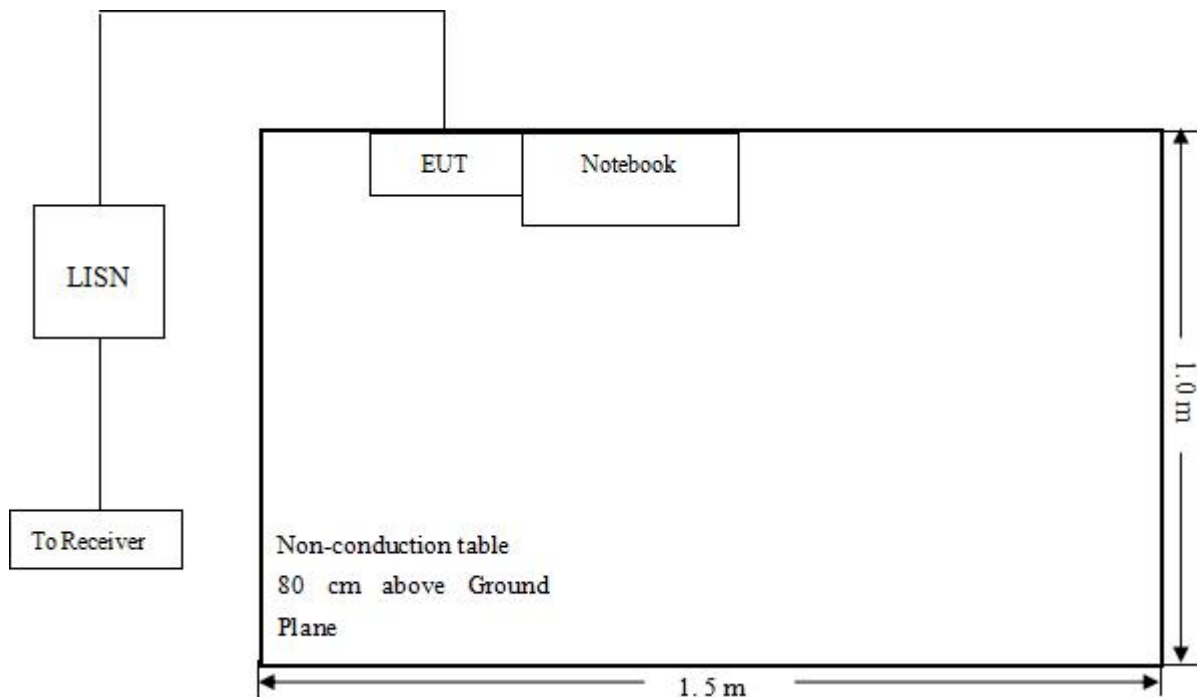 EUT
Notebook
LISN
To Receiver
Non-conduction table
80 cm above Ground
Plane
1.0 m
1. 5 m